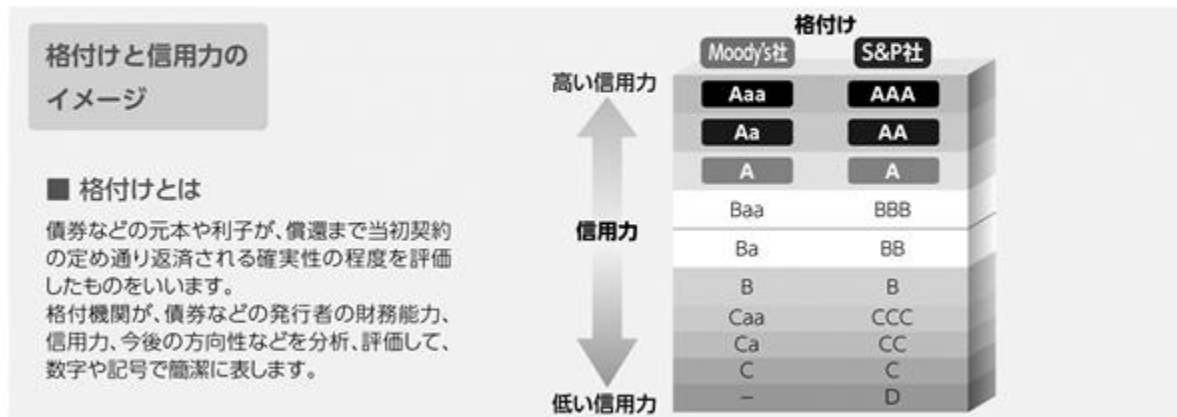 格付けと信用力の
イメージ
■ 格付けとは
債券などの元本や利子が、償還まで当初契約
の定め通り返済される確実性の程度を評価
したものをいいます。
格付機関が、債券などの発行者の財務能力、
信用力、今後の方向性などを分析、評価して、
数字や記号で簡潔に表します。
格付け
Moody's社 S&P社
高い信用力
信用力
低い信用力
Aaa AAA
Aa AA
A A
Baa BBB
Ba BB
B B
Caa CCC
Ca CC
C C
– D